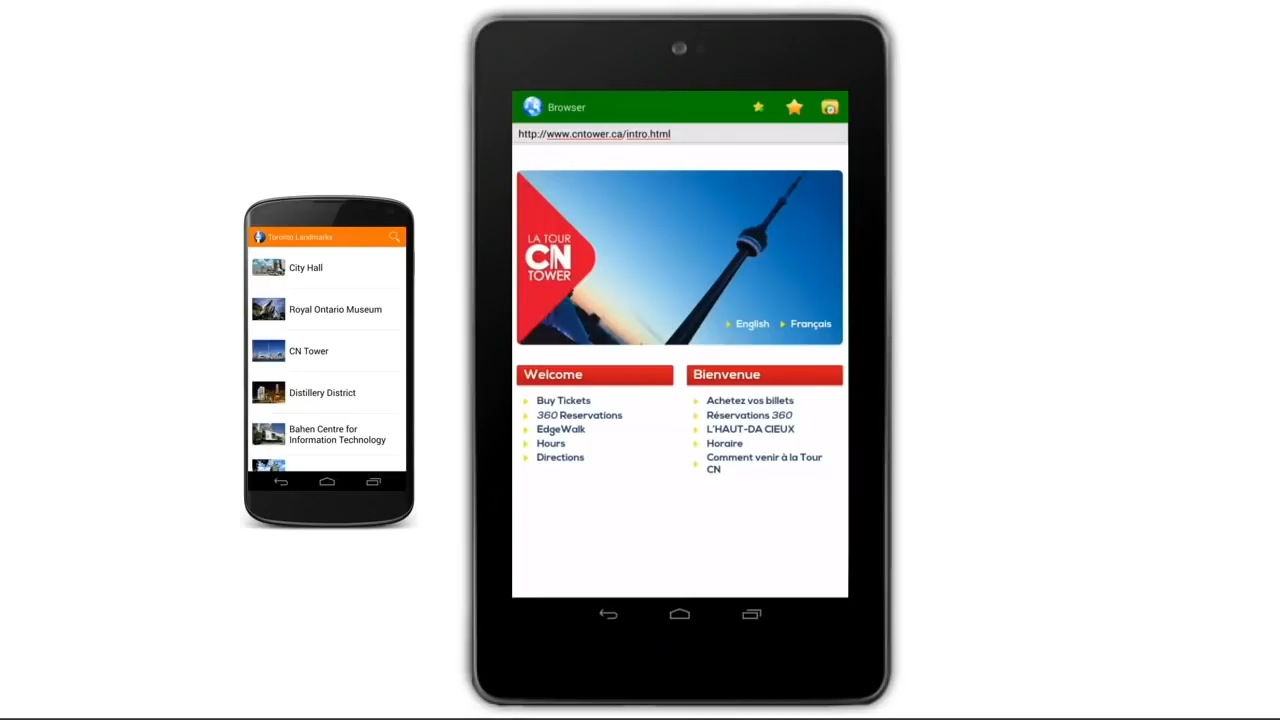 Toronto Landmarks
City Hall
Royal Ontario Museum
CN Tower
Distillery District
Bahen Centre for
Information Technology
Browser
http://www.cntower.ca/intro.html
LA TOUR
CN
TOWER
English Français
Welcome
Buy Tickets
360 Reservations
EdgeWalk
Hours
Directions
Bienvenue
Achetez vos billets
Réservations 360
L'HAUT-DA CIEUX
Horaire
Comment venir à la Tour
CN